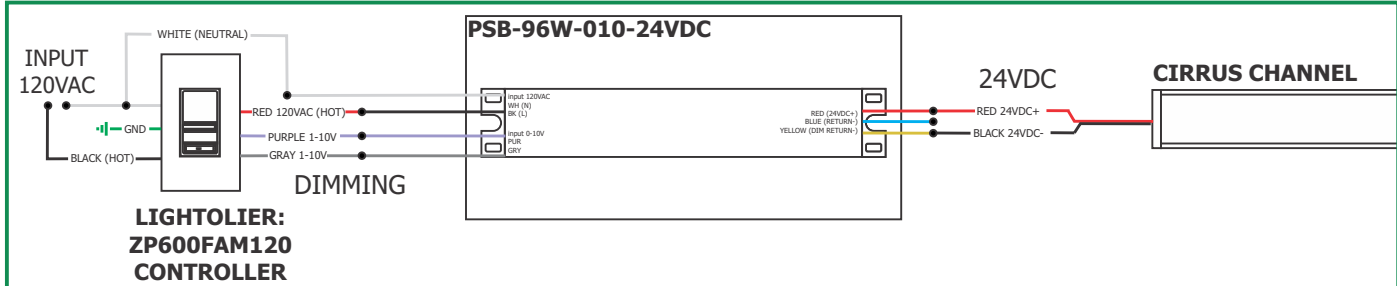 PSB-96W-010-24VDC
WHITE (NEUTRAL)
INPUT
120VAC
GND
BLACK (HOT)
RED 120VAC (HOT)
PURPLE 1-10V
GRAY 1-10V
DIMMING
LIGHTOLIER:
ZP600FAM120
CONTROLLER
input 120VAC
WH (N)
BK (L)
input 0-10V
PUR
GRY
RED (24VDC+)
BLUE (RETURN-)
YELLOW (DIM RETURN-)
24VDC
RED 24VDC+
BLACK 24VDC-
CIRRUS CHANNEL